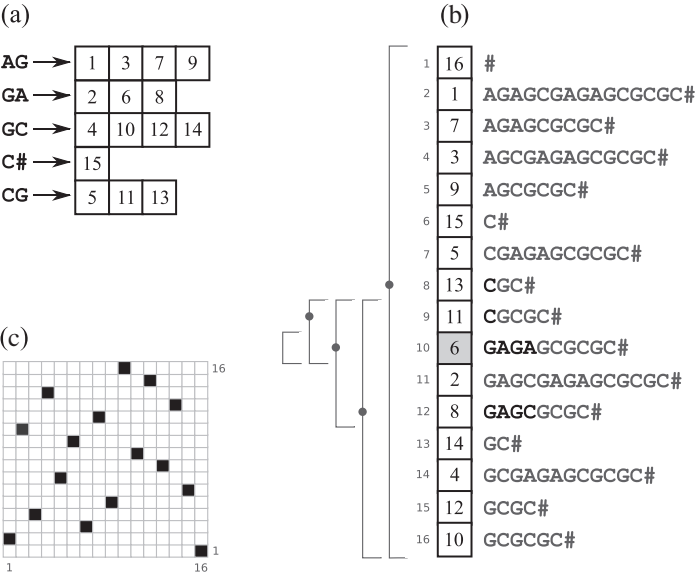 (a)
AG 1 3 7 9
GA 2 6 8
GC 4 10 12 14
C# 15
CG 5 11 13
(b)
1 16 #
2 1 AGAGCGAGAGCGCGC#
3 7 AGAGCGCGC#
4 3 AGCGAGAGCGCGC#
5 9 AGCGCGC#
6 15 C#
7 5 CGAGAGCGCGC#
8 13 CGC#
9 11 CGCGC#
10 6 GAGAGCGCGC#
11 2 GAGCGAGAGCGCGC#
12 8 GAGCGCGC#
13 14 GC#
14 4 GCGAGAGCGCGC#
15 12 GCGC#
16 10 GCGCGC#
(c)
16
1
1 16